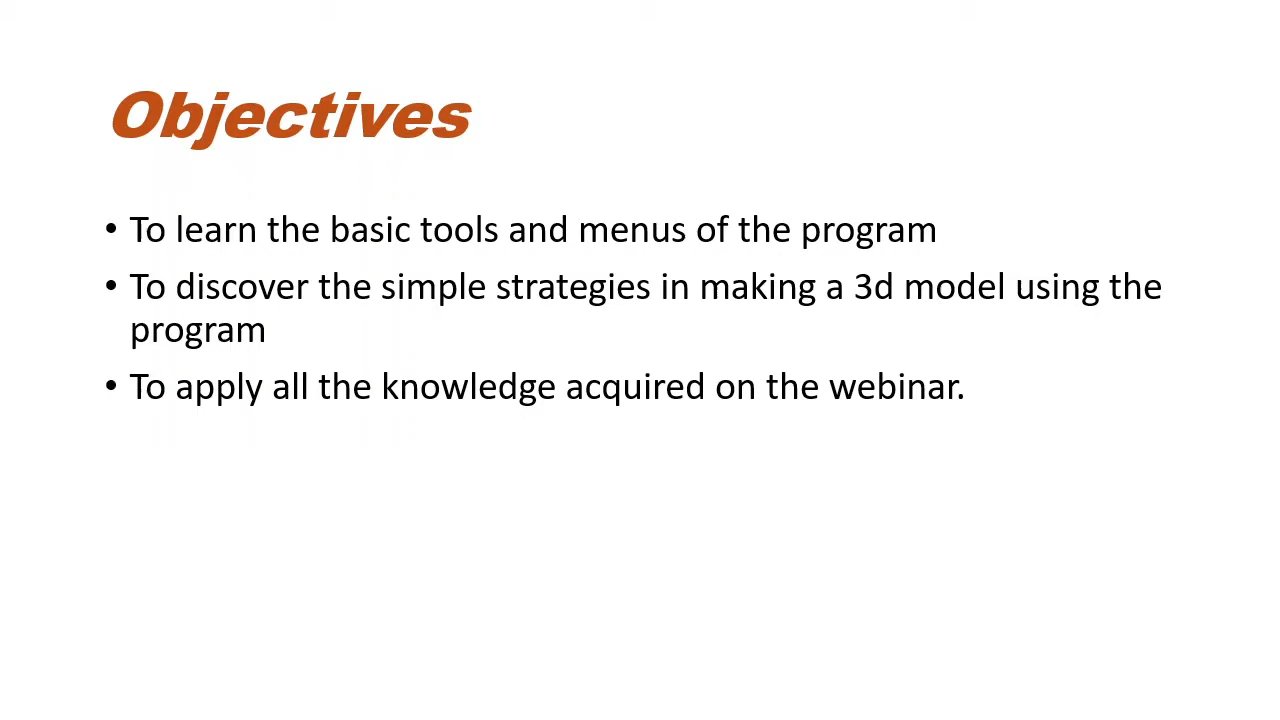 Objectives
• To learn the basic tools and menus of the program
• To discover the simple strategies in making a 3d model using the
program
• To apply all the knowledge acquired on the webinar.